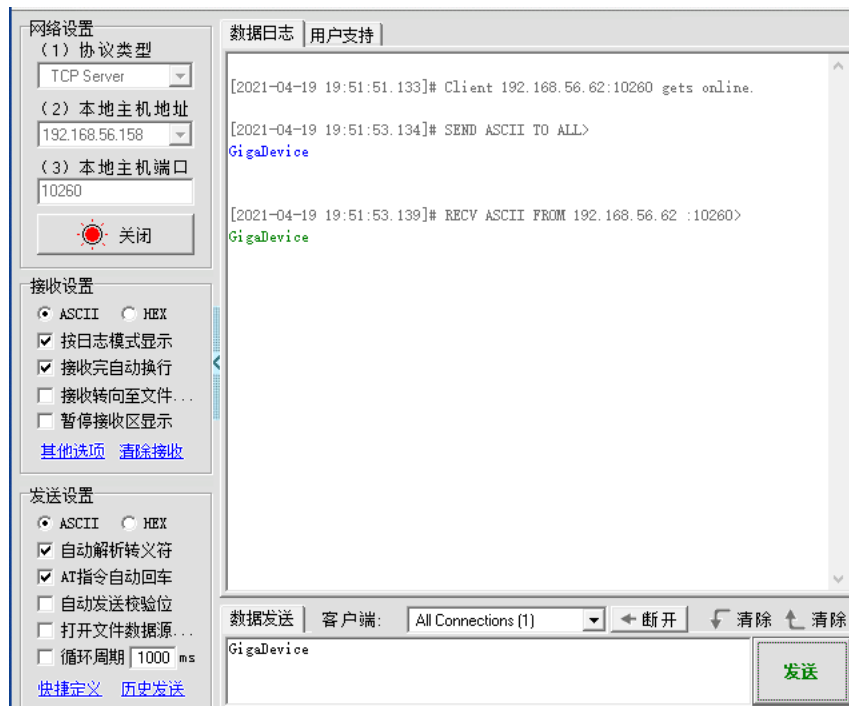 网络设置
（1）协议类型
TCP Server
（2）本地主机地址
192.168.56.158
（3）本地主机端口
10260
关闭
接收设置
ASCII HEX
按日志模式显示
接收完自动换行
接收转向至文件...
暂停接收区显示
其他选项 清除接收
发送设置
ASCII HEX
自动解析转义符
AT指令自动回车
自动发送校验位
打开文件数据源...
循环周期 1000 ms
快捷定义 历史发送
数据日志 用户支持
[2021-04-19 19:51:51.133]# Client 192.168.56.62:10260 gets online.
[2021-04-19 19:51:53.134]# SEND ASCII TO ALL>
GigaDevice
[2021-04-19 19:51:53.139]# RECV ASCII FROM 192.168.56.62 :10260>
GigaDevice
数据发送 客户端: All Connections (1) 断开 清除 清除
GigaDevice
发送